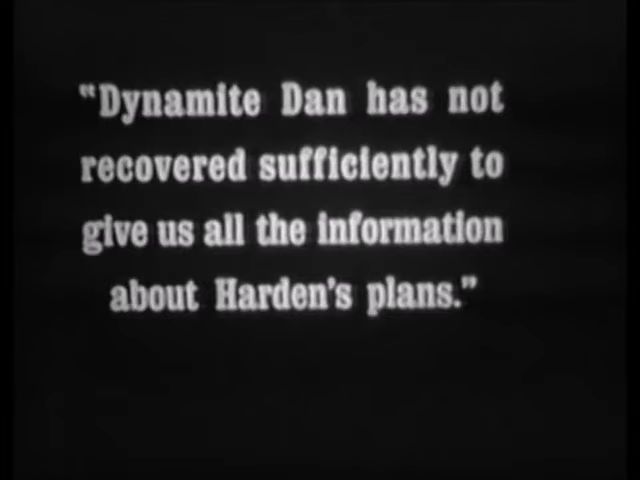 “Dynamite Dan has not
recovered sufficiently to
give us all the information
about Harden's plans.”